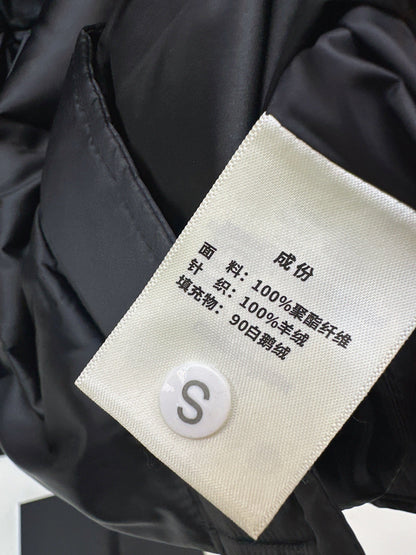 成份
面 料：100%聚酯纤维
针 织：100%羊绒
填充物：90白鹅绒
S